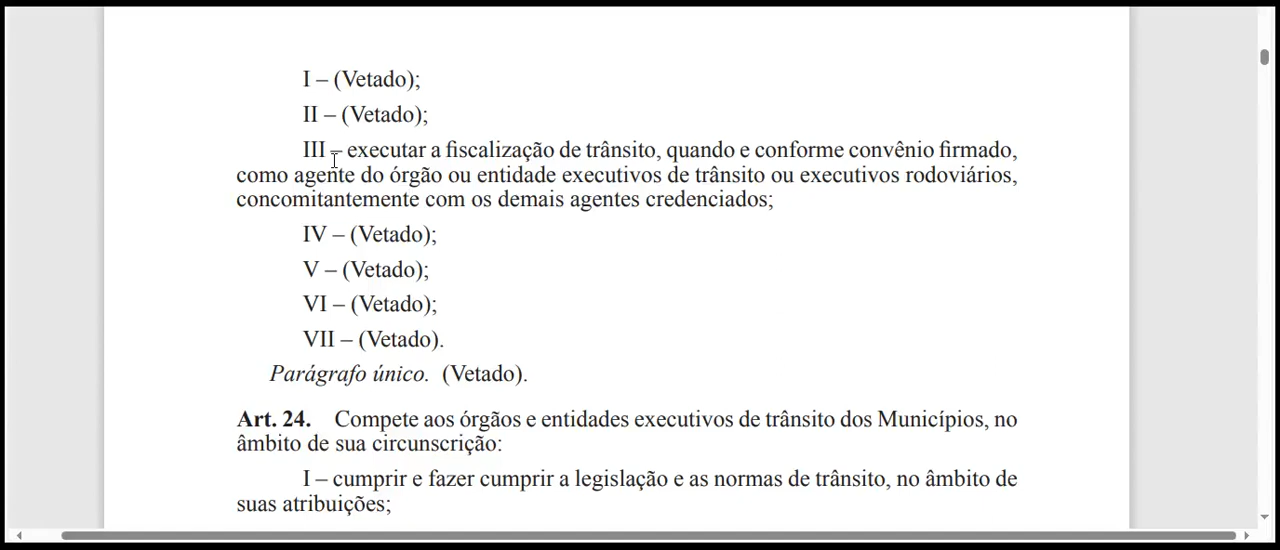 I – (Vetado);
II – (Vetado);
III – executar a fiscalização de trânsito, quando e conforme convênio firmado,
como agente do órgão ou entidade executivos de trânsito ou executivos rodoviários,
concomitantemente com os demais agentes credenciados;
IV – (Vetado);
V – (Vetado);
VI – (Vetado);
VII – (Vetado).
Parágrafo único. (Vetado).
Art. 24. Compete aos órgãos e entidades executivos de trânsito dos Municípios, no
âmbito de sua circunscrição:
I – cumprir e fazer cumprir a legislação e as normas de trânsito, no âmbito de
suas atribuições;